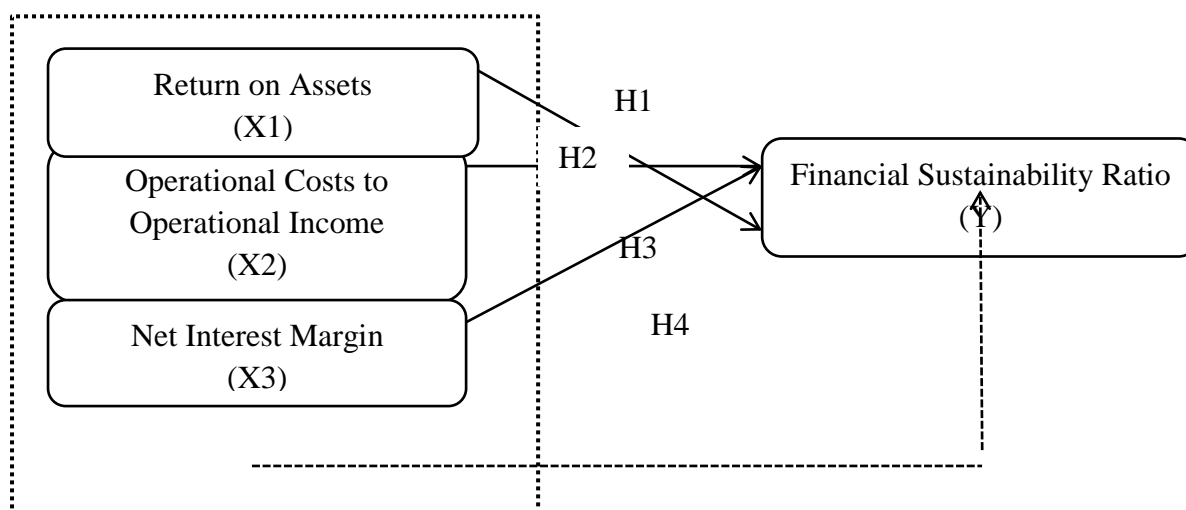 Return on Assets
(X1)
Operational Costs to
Operational Income
(X2)
Net Interest Margin
(X3)
H1
H2
H3
H4
Financial Sustainability Ratio
(Y)